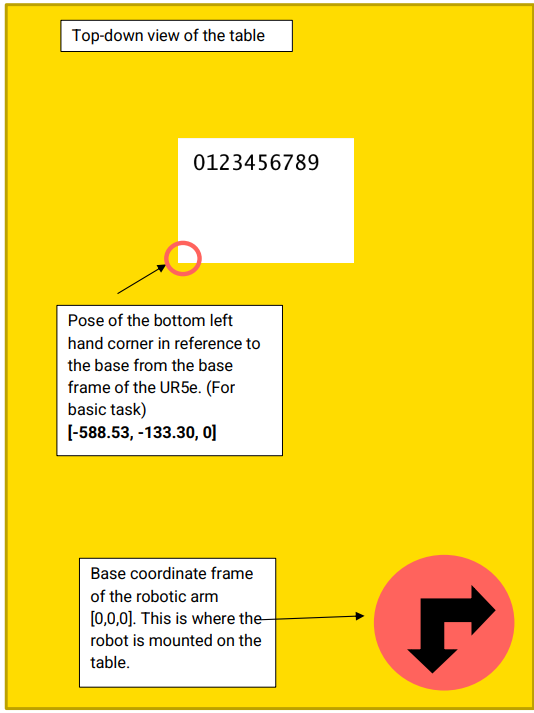 Top-down view of the table
0123456789
Pose of the bottom left
hand corner in reference to
the base from the base
frame of the UR5e. (For
basic task)
[-588.53, -133.30, 0]
Base coordinate frame
of the robotic arm
[0,0,0]. This is where the
robot is mounted on the
table.